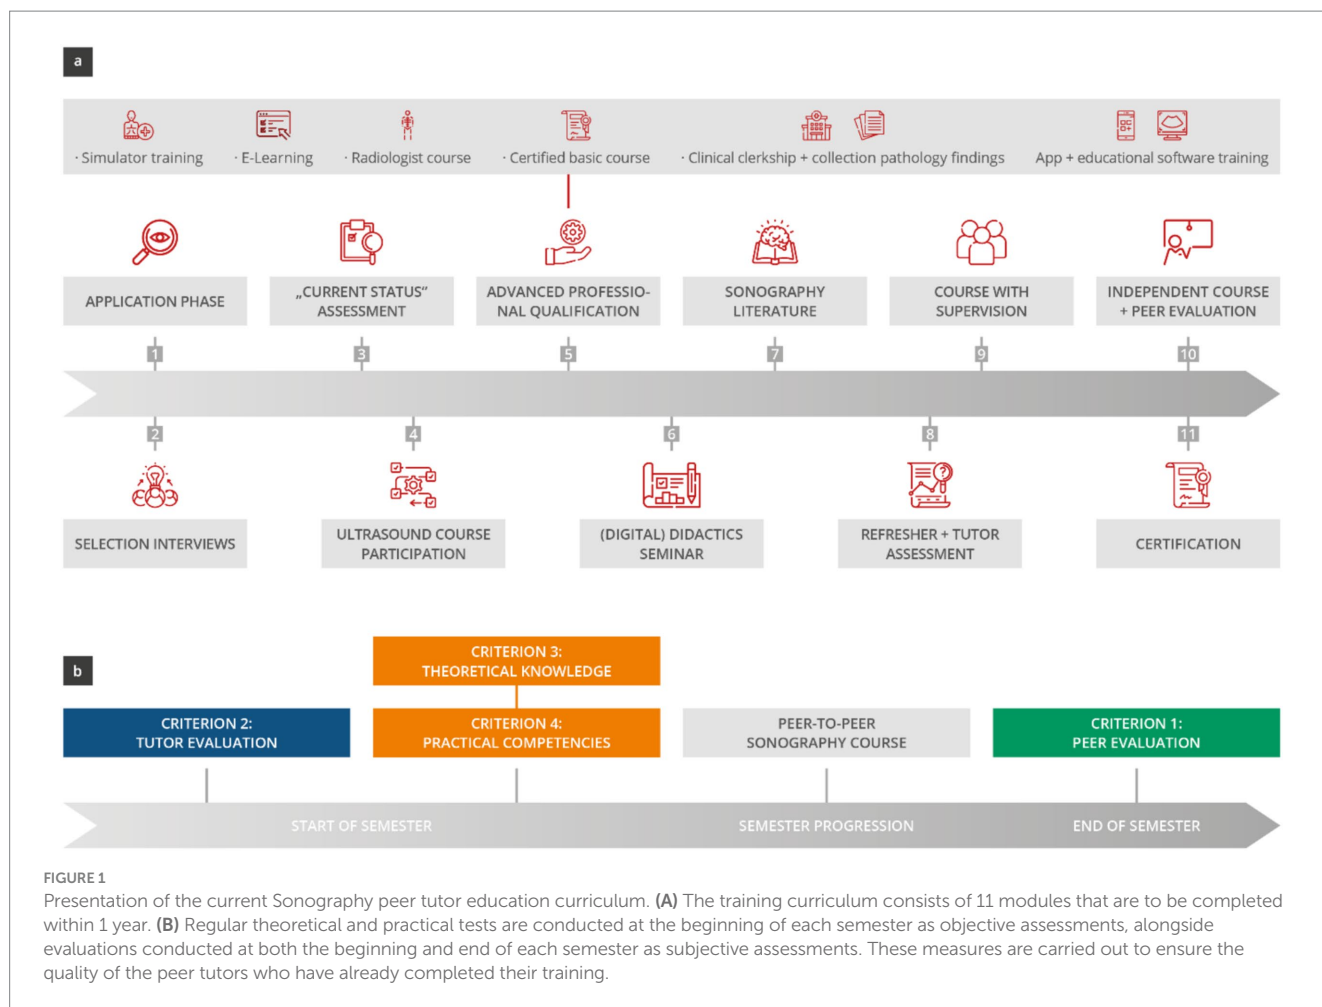 a
· Simulator training · E-Learning · Radiologist course · Certified basic course · Clinical clerkship + collection pathology findings App + educational software training
APPLICATION PHASE
„CURRENT STATUS“
ASSESSMENT
ADVANCED PROFESSIO-
NAL QUALIFICATION
SONOGRAPHY
LITERATURE
COURSE WITH
SUPERVISION
INDEPENDENT COURSE
+ PEER EVALUATION
1 3 5 7 9 10
2 4 6 8 11
SELECTION INTERVIEWS
ULTRASOUND COURSE
PARTICIPATION
(DIGITAL) DIDACTICS
SEMINAR
REFRESHER + TUTOR
ASSESSMENT
CERTIFICATION
b
CRITERION 3:
THEORETICAL KNOWLEDGE
CRITERION 2:
TUTOR EVALUATION
CRITERION 4:
PRACTICAL COMPETENCIES
PEER-TO-PEER
SONOGRAPHY COURSE
CRITERION 1:
PEER EVALUATION
START OF SEMESTER SEMESTER PROGRESSION END OF SEMESTER
FIGURE 1
Presentation of the current Sonography peer tutor education curriculum. (A) The training curriculum consists of 11 modules that are to be completed
within 1 year. (B) Regular theoretical and practical tests are conducted at the beginning of each semester as objective assessments, alongside
evaluations conducted at both the beginning and end of each semester as subjective assessments. These measures are carried out to ensure the
quality of the peer tutors who have already completed their training.